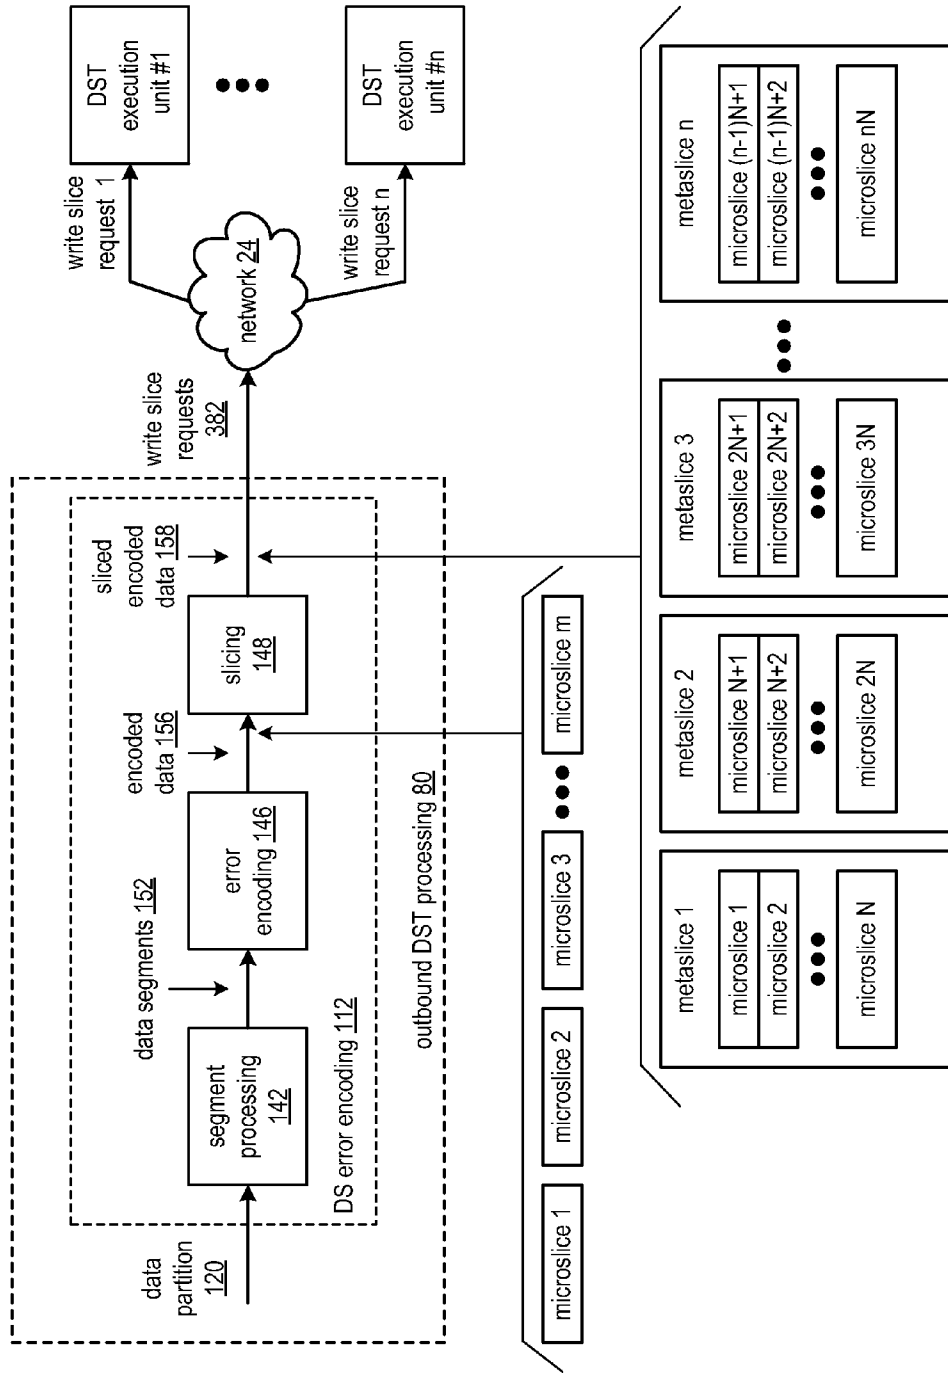 data
partition
120
segment
processing
142
data segments 152
error
encoding 146
encoded
data 156
slicing
148
sliced
encoded
data 158
DS error encoding 112
outbound DST processing 80
write slice
requests
382
network 24
write slice
request 1
write slice
request n
DST
execution
unit #1
DST
execution
unit #n
microslice 1
microslice 2
microslice 3
microslice m
metaslice 1
microslice 1
microslice 2
microslice N
metaslice 2
microslice N+1
microslice N+2
microslice 2N
metaslice 3
microslice 2N+1
microslice 2N+2
microslice 3N
metaslice n
microslice (n-1)N+1
microslice (n-1)N+2
microslice nN